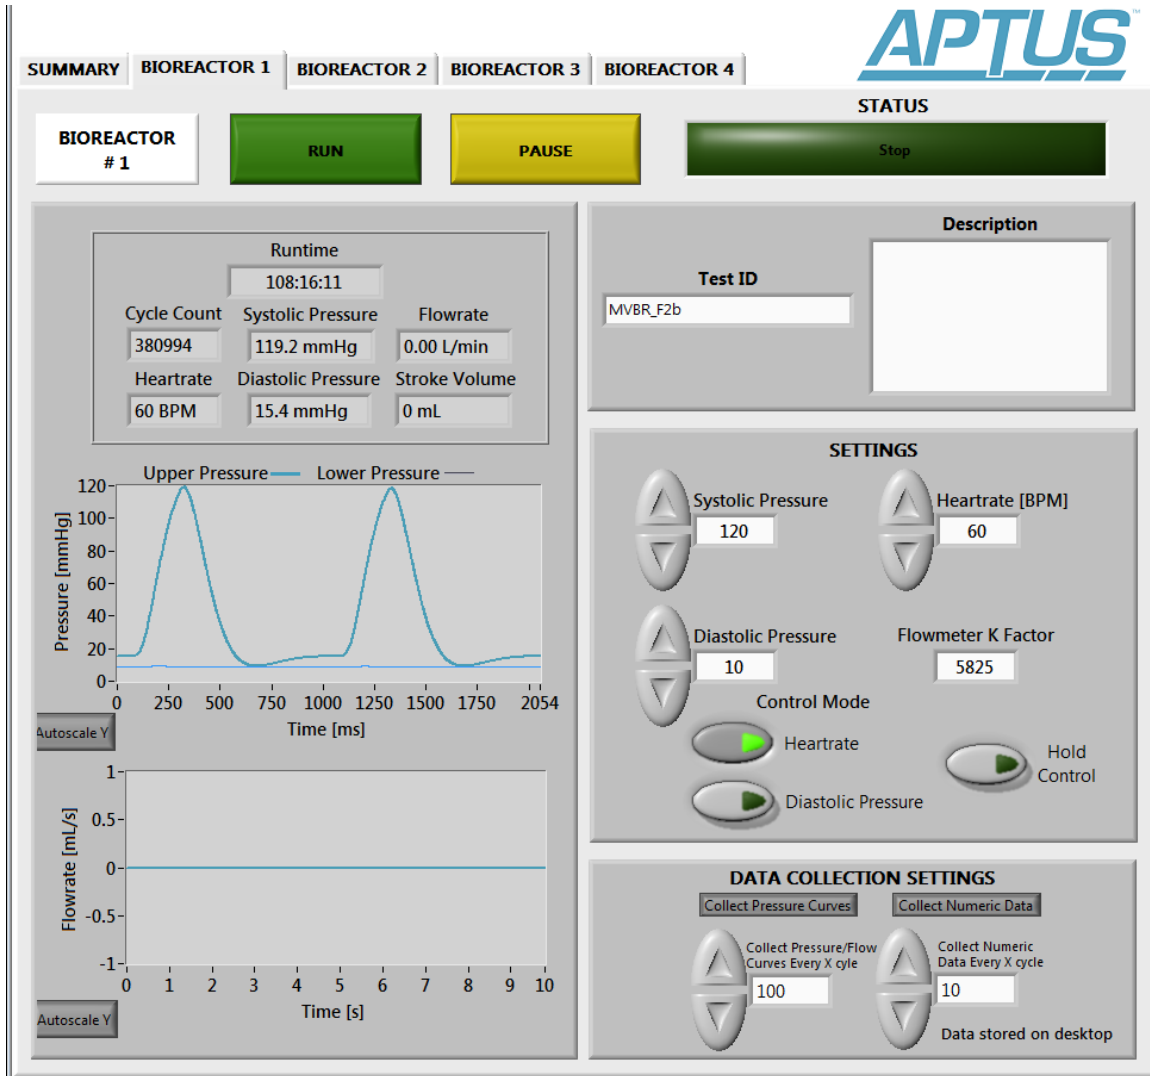 APTUS™
SUMMARY
BIOREACTOR 1
BIOREACTOR 2
BIOREACTOR 3
BIOREACTOR 4
BIOREACTOR
# 1
RUN
PAUSE
STATUS
Stop
Runtime
108:16:11
Cycle Count
Systolic Pressure
Flowrate
380994
119.2 mmHg
0.00 L/min
Heartrate
Diastolic Pressure
Stroke Volume
60 BPM
15.4 mmHg
0 mL
Upper Pressure
Lower Pressure
Pressure [mmHg]
120
100
80
60
40
20
0
0 250 500 750 1000 1250 1500 1750 2054
Time [ms]
Autoscale Y
Flowrate [mL/s]
1
0.5
0
-0.5
-1
0 1 2 3 4 5 6 7 8 9 10
Time [s]
Autoscale Y
Test ID
MVBR_F2b
Description
SETTINGS
Systolic Pressure
120
Heartrate [BPM]
60
Diastolic Pressure
10
Flowmeter K Factor
5825
Control Mode
Heartrate
Diastolic Pressure
Hold
Control
DATA COLLECTION SETTINGS
Collect Pressure Curves
Collect Numeric Data
Collect Pressure/Flow
Curves Every X cyle
100
Collect Numeric
Data Every X cycle
10
Data stored on desktop